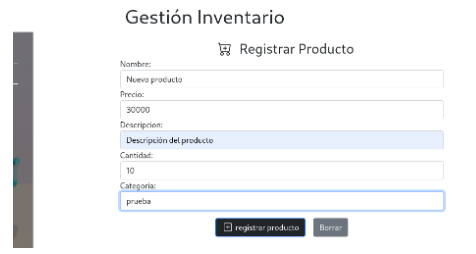 Gestión Inventario
Registrar Producto
Nombre:
Nuevo producto
Precio:
30000
Descripcion:
Descripción del producto
Cantidad:
10
Categoria:
prueba
registrar producto Borrar